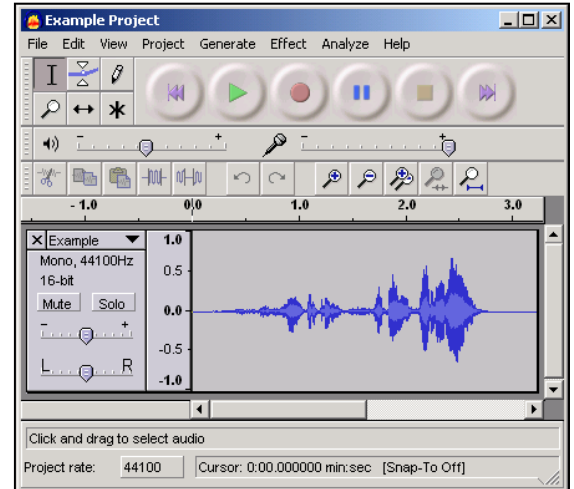 Example Project
File Edit View Project Generate Effect Analyze Help
- +
- +
- 1.0 0.0 1.0 2.0 3.0
X Example
Mono, 44100Hz
16-bit
Mute Solo
- +
L R
1.0
0.5
0.0
-0.5
-1.0
Click and drag to select audio
Project rate: 44100 Cursor: 0:00.000000 min:sec [Snap-To Off]